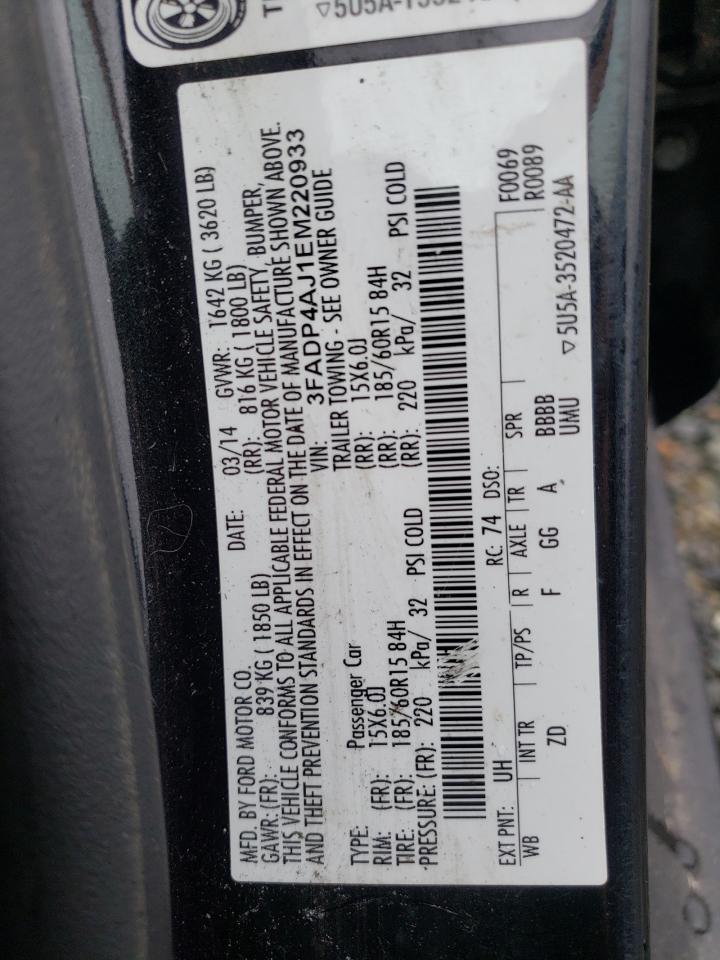 ▽5U5A-
MFD. BY FORD MOTOR CO. DATE: 03/14 GVWR: 1642 KG ( 3620 LB)
GAWR: (FR): 839 KG ( 1850 LB) (RR): 816 KG ( 1800 LB)
THIS VEHICLE CONFORMS TO ALL APPLICABLE FEDERAL MOTOR VEHICLE SAFETY, BUMPER,
AND THEFT PREVENTION STANDARDS IN EFFECT ON THE DATE OF MANUFACTURE SHOWN ABOVE.
VIN: 3FADP4AJ1EM220933
TYPE: Passenger Car TRAILER TOWING - SEE OWNER GUIDE
RIM: (FR): 15X6.0J (RR): 15X6.0J
TIRE: (FR): 185/60R15 84H (RR): 185/60R15 84H
PRESSURE: (FR): 220 kPa/ 32 PSI COLD (RR): 220 kPa/ 32 PSI COLD
EXT PNT: UH RC: 74 DSO: F0069
WB INT TR TP/PS R AXLE TR SPR R0089
ZD F GG A BBBB
UMU
▽5U5A-3520472-AA